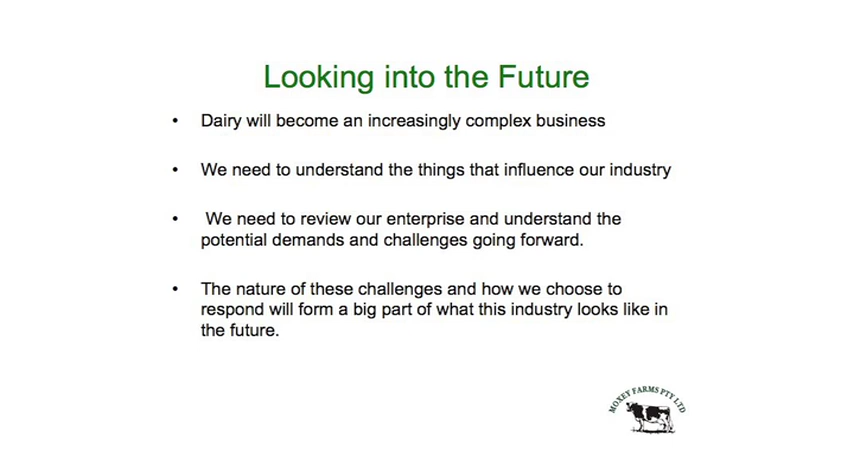 Looking into the Future
• Dairy will become an increasingly complex business
• We need to understand the things that influence our industry
• We need to review our enterprise and understand the
potential demands and challenges going forward.
• The nature of these challenges and how we choose to
respond will form a big part of what this industry looks like in
the future.
MOXEY FARMS PTY LTD